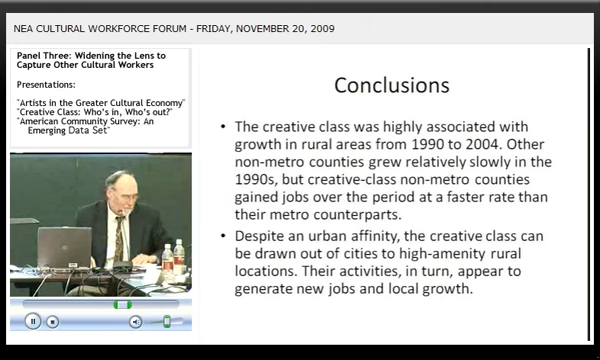 NEA CULTURAL WORKFORCE FORUM - FRIDAY, NOVEMBER 20, 2009
Panel Three: Widening the Lens to
Capture Other Cultural Workers
Presentations:
"Artists in the Greater Cultural Economy"
"Creative Class: Who's in, Who's out?"
"American Community Survey: An
Emerging Data Set"
Conclusions
• The creative class was highly associated with
growth in rural areas from 1990 to 2004. Other
non-metro counties grew relatively slowly in the
1990s, but creative-class non-metro counties
gained jobs over the period at a faster rate than
their metro counterparts.
• Despite an urban affinity, the creative class can
be drawn out of cities to high-amenity rural
locations. Their activities, in turn, appear to
generate new jobs and local growth.